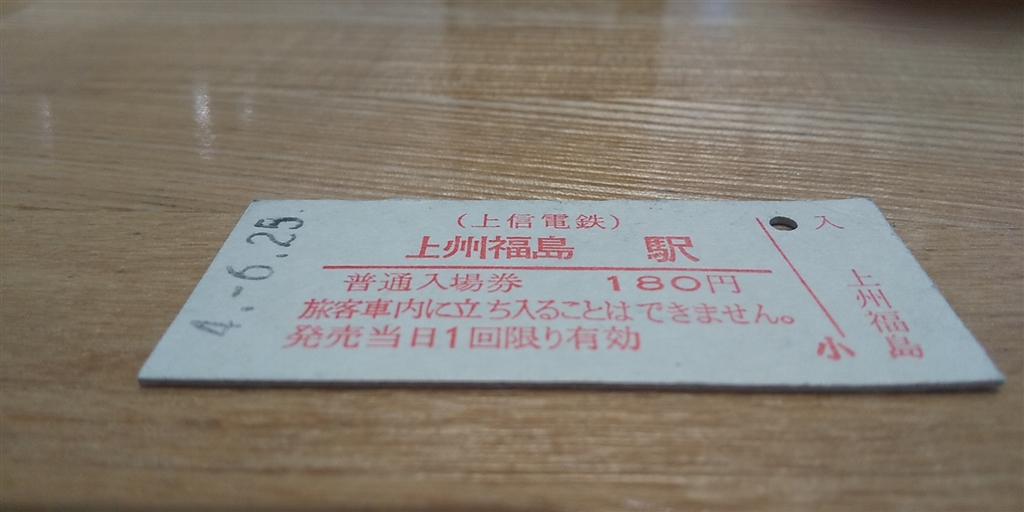 4.-6.25.
(上信電鉄)
上州福島 駅
普通入場券 180円
旅客車内に立ち入ることはできません。
発売当日1回限り有効
入
上州福島
小